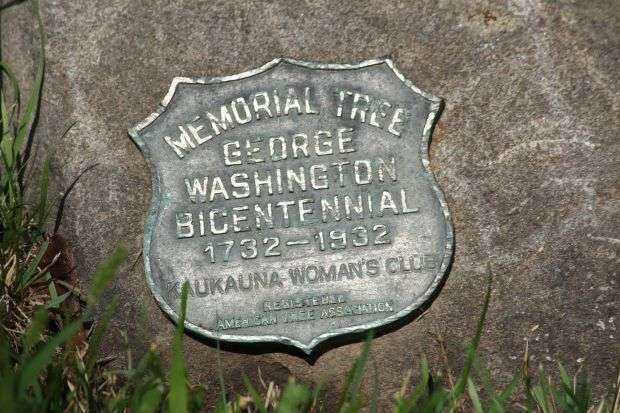 MEMORIAL TREE
GEORGE
WASHINGTON
BICENTENNIAL
1732-1932
KAUKAUNA WOMAN'S CLUB
REGISTERED
AMERICAN TREE ASSOCIATION